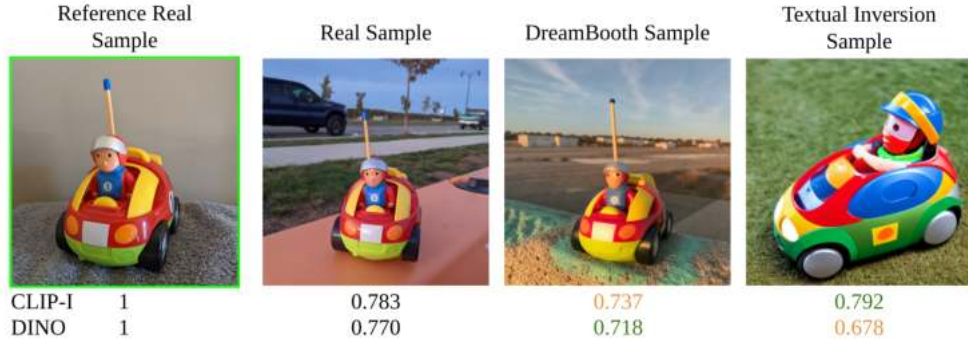 Reference Real
Sample
Real Sample
DreamBooth Sample
Textual Inversion
Sample
CLIP-I 1 0.783 0.737 0.792
DINO 1 0.770 0.718 0.678